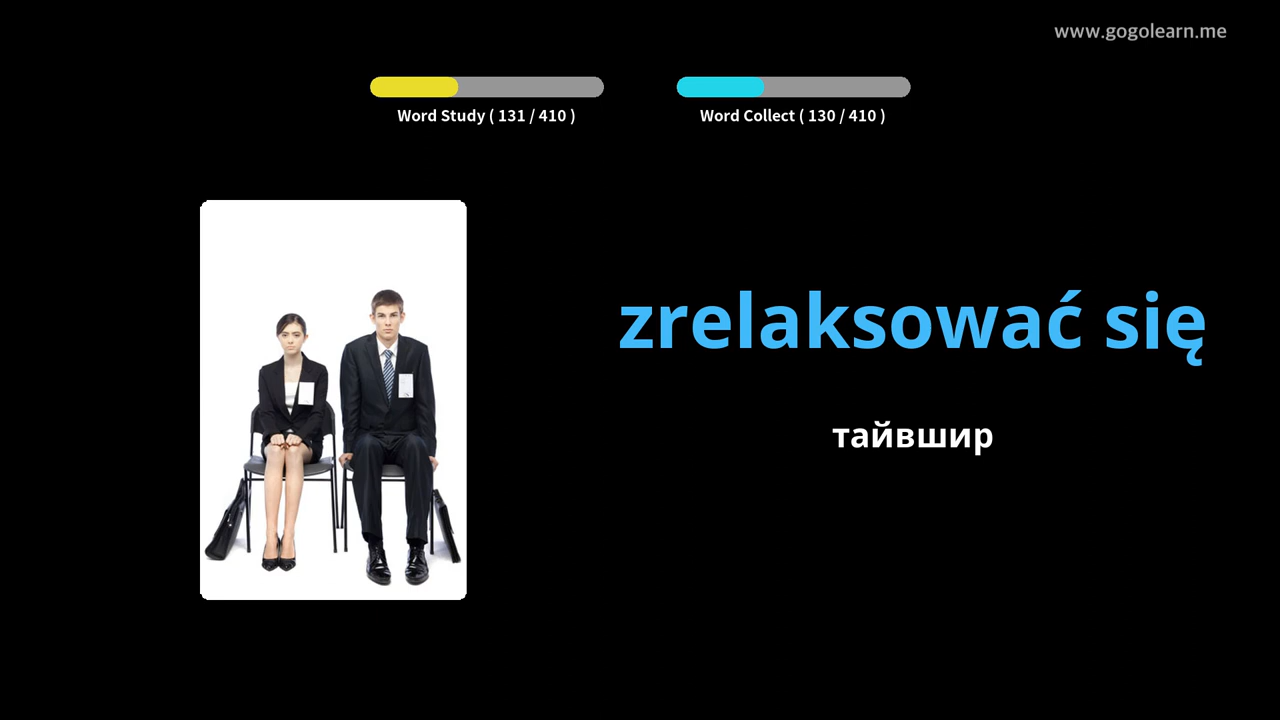 www.gogolearn.me
Word Study ( 131 / 410 )
Word Collect ( 130 / 410 )
zrelaksować się
тайвшир